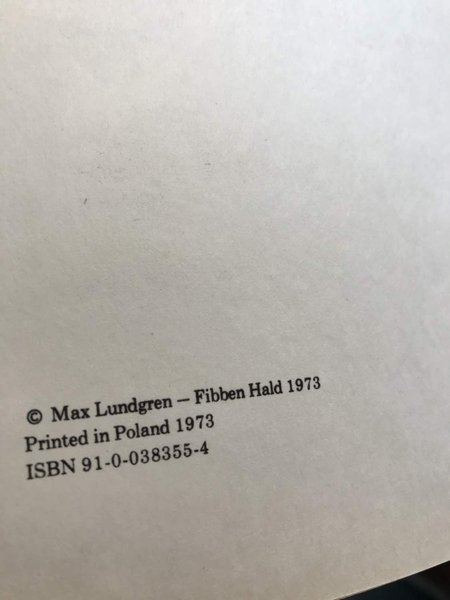 © Max Lundgren — Fibben Hald 1973
Printed in Poland 1973
ISBN 91-0-038355-4